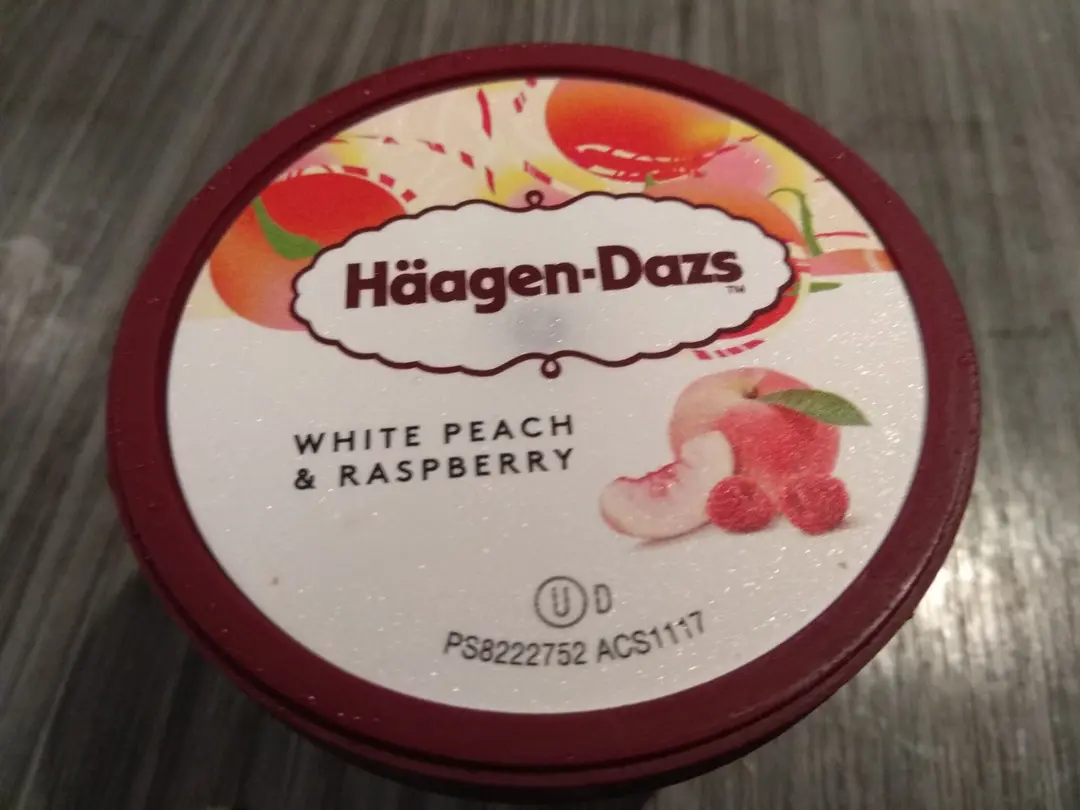 Häagen-Dazs
TM
WHITE PEACH
& RASPBERRY
U D
PS8222752 ACS1117